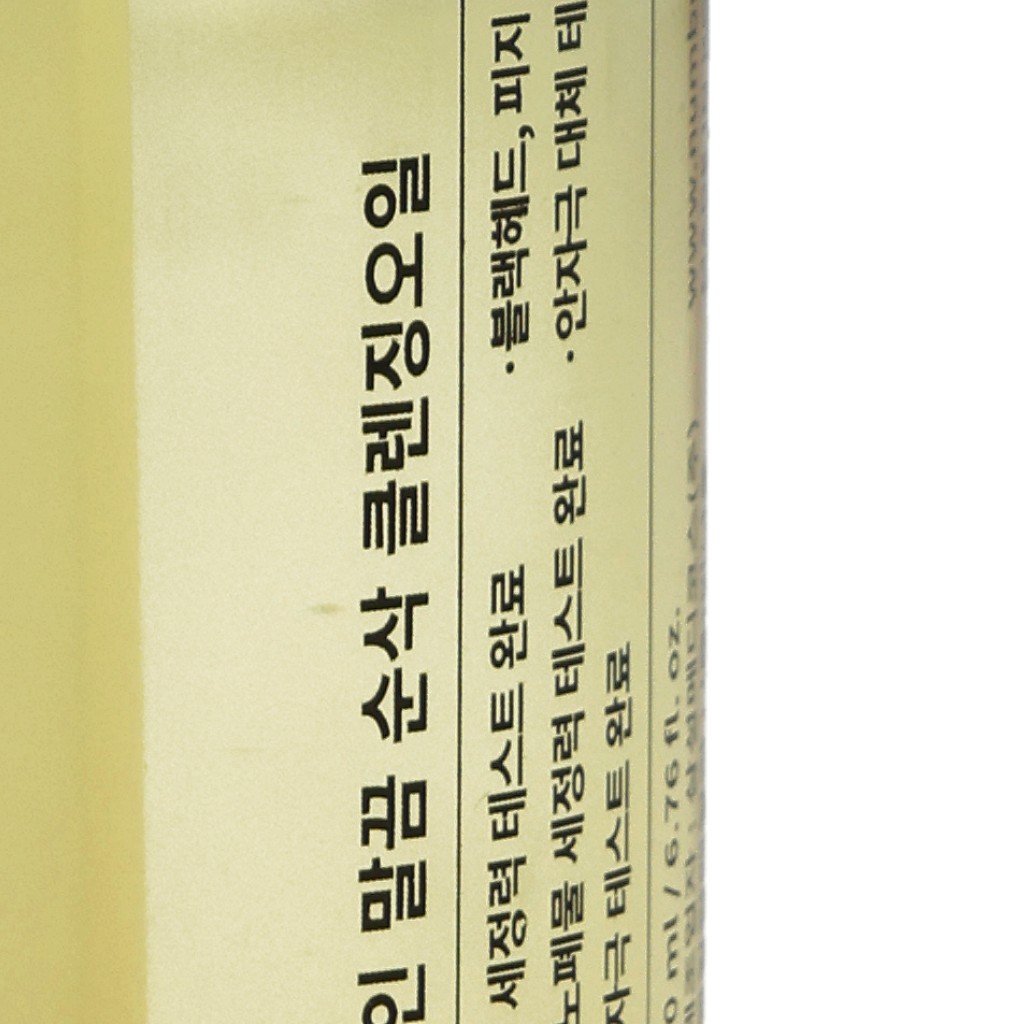 인 말끔 순삭 클렌징오일
세정력 테스트 완료 ·블랙헤드, 피지
노폐물 세정력 테스트 완료 ·안자극 대체 테
자극 테스트 완료
0 ml / 6.76 fl. oz.